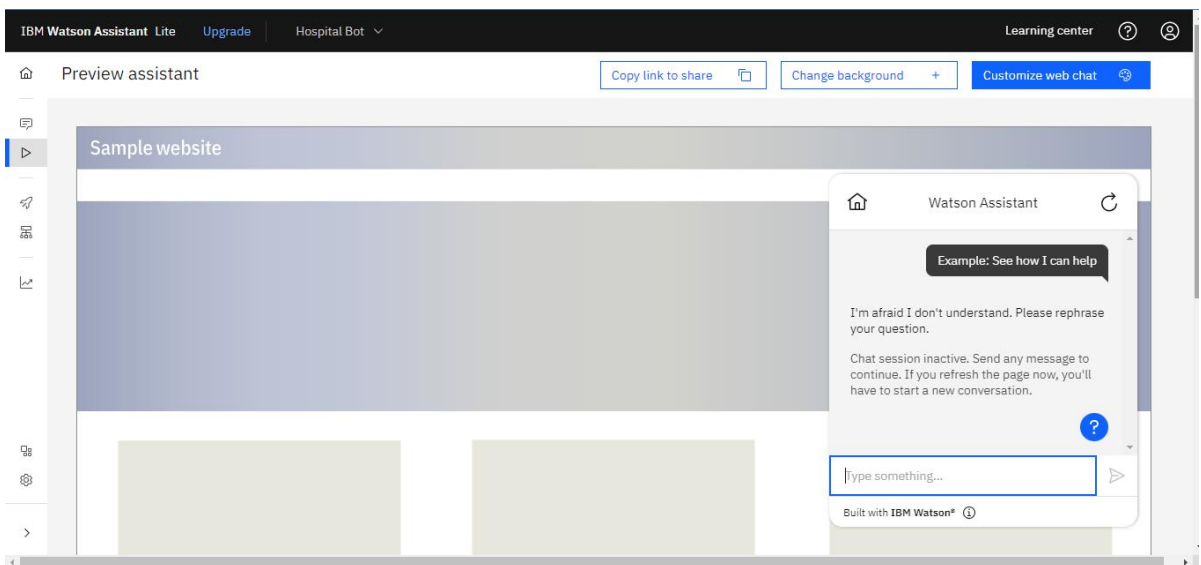 IBM Watson Assistant Lite Upgrade Hospital Bot Learning center
Preview assistant Copy link to share Change background + Customize web chat
Sample website
Watson Assistant
Example: See how I can help
I'm afraid I don't understand. Please rephrase
your question.
Chat session inactive. Send any message to
continue. If you refresh the page now, you'll
have to start a new conversation.
?
Type something...
Built with IBM Watson®